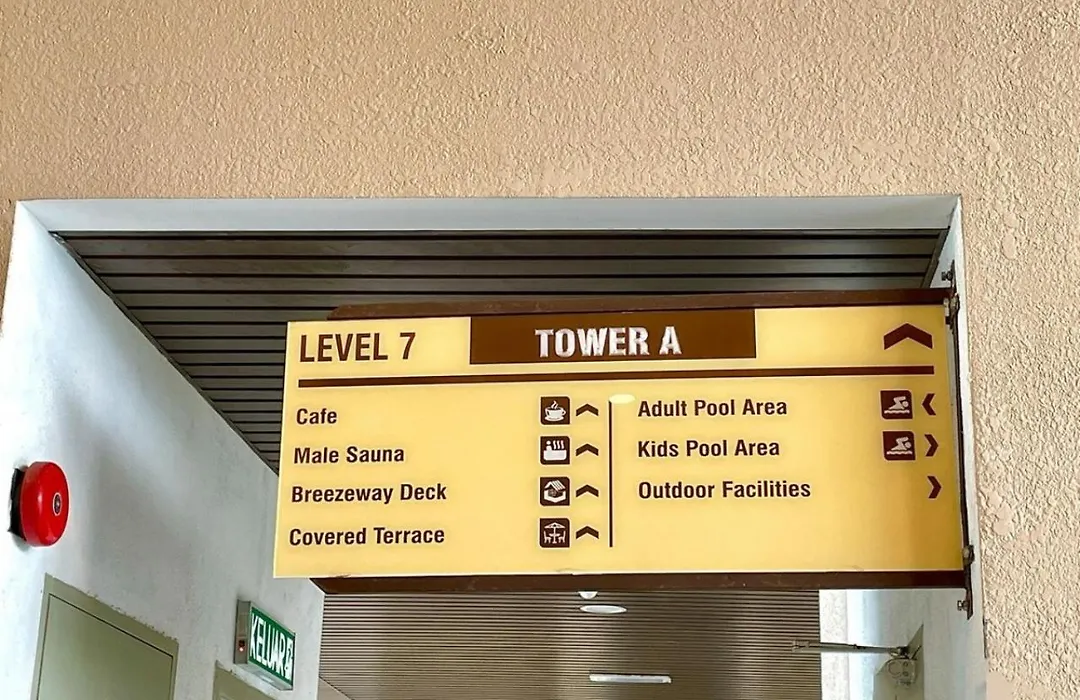 LEVEL 7
TOWER A
Cafe
Male Sauna
Breezeway Deck
Covered Terrace
Adult Pool Area
Kids Pool Area
Outdoor Facilities
KELUAR